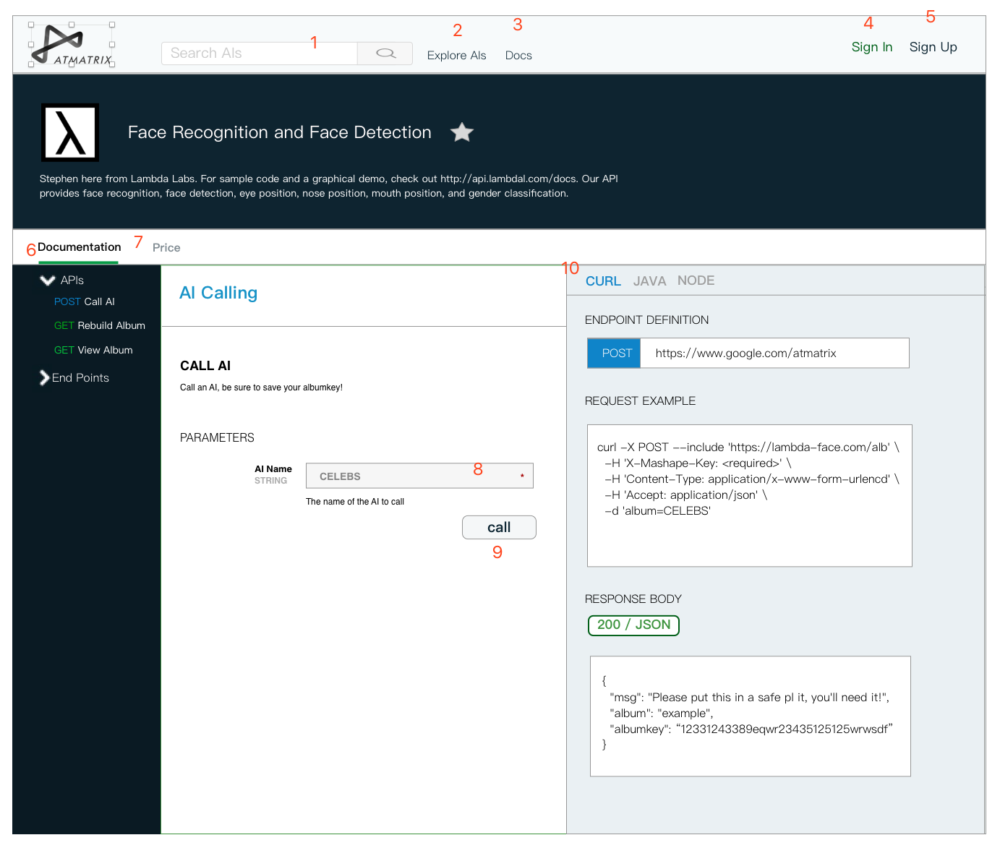 ATMATRIX
Search AIs
1
2
Explore AIs
3
Docs
4
Sign In
5
Sign Up
λ
Face Recognition and Face Detection
Stephen here from Lambda Labs. For sample code and a graphical demo, check out http://api.lambdal.com/docs. Our API
provides face recognition, face detection, eye position, nose position, mouth position, and gender classification.
6
Documentation
7
Price
APIs
POST Call AI
GET Rebuild Album
GET View Album
End Points
AI Calling
CALL AI
Call an AI, be sure to save your albumkey!
PARAMETERS
AI Name
STRING
CELEBS
8
*
The name of the AI to call
call
9
10
CURL JAVA NODE
ENDPOINT DEFINITION
POST https://www.google.com/atmatrix
REQUEST EXAMPLE
curl -X POST --include 'https://lambda-face.com/alb' \
-H 'X-Mashape-Key: <required>' \
-H 'Content-Type: application/x-www-form-urlencd' \
-H 'Accept: application/json' \
-d 'album=CELEBS'
RESPONSE BODY
200 / JSON
{
"msg": "Please put this in a safe pl it, you'll need it!",
"album": "example",
"albumkey": “12331243389eqwr23435125125wrwsdf”
}